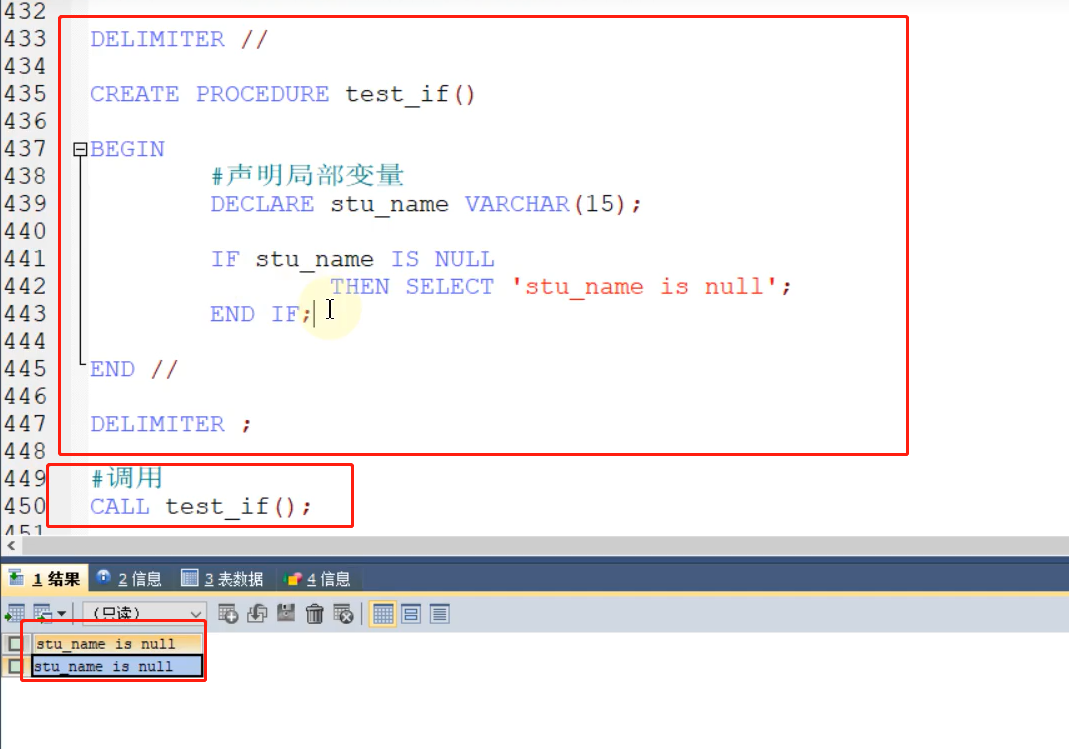 432
433 DELIMITER //
434
435 CREATE PROCEDURE test_if()
436
437 BEGIN
438 #声明局部变量
439 DECLARE stu_name VARCHAR(15);
440
441 IF stu_name IS NULL
442 THEN SELECT 'stu_name is null';
443 END IF;
444
445 END //
446
447 DELIMITER ;
448
449 #调用
450 CALL test_if();
451
1 结果 2 信息 3 表数据 4 信息
(只读)
stu_name is null
stu_name is null